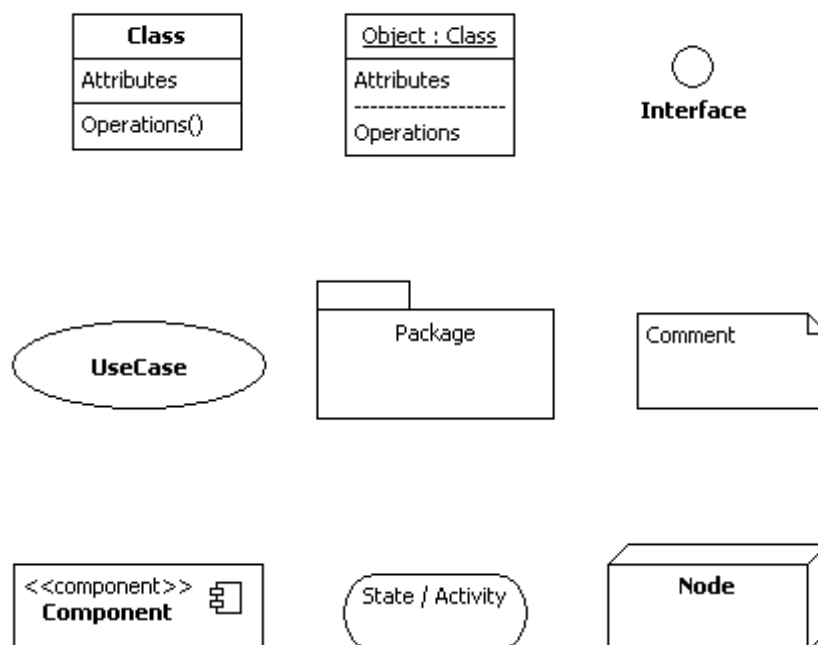 Class
Attributes
Operations()
Object : Class
Attributes
Operations
Interface
UseCase
Package
Comment
<<component>>
Component
State / Activity
Node